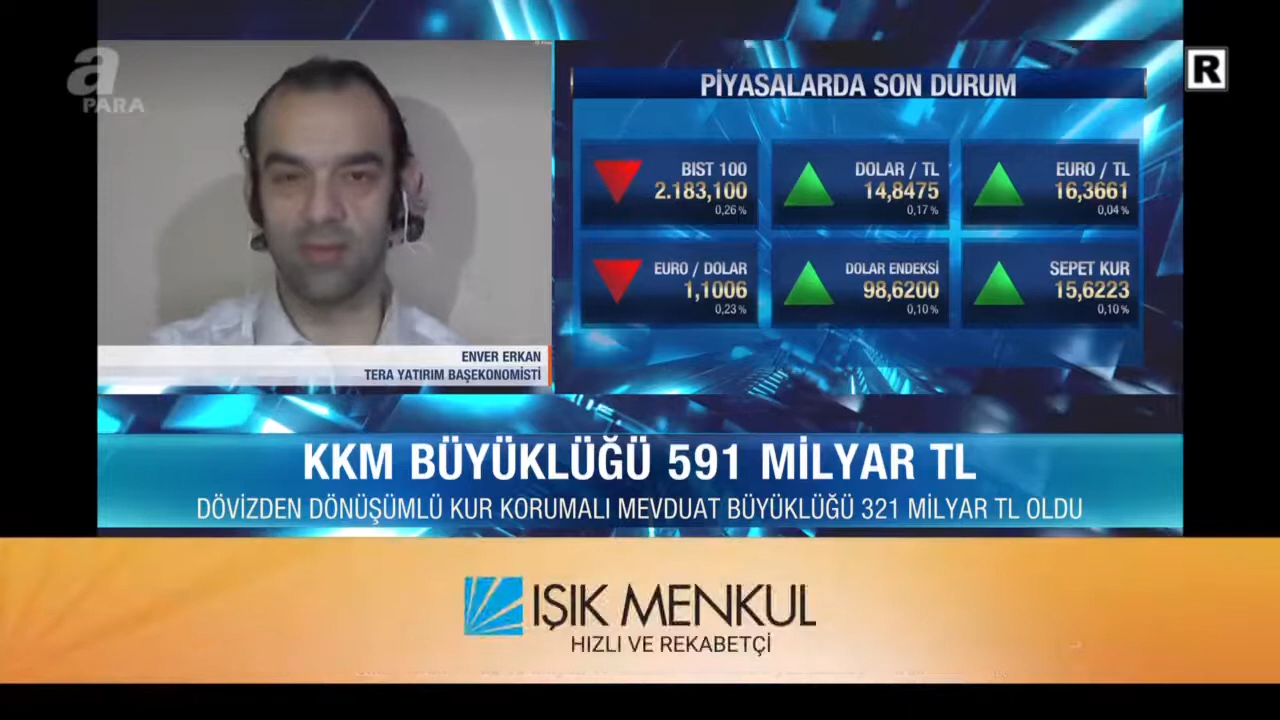 a
PARA
R
PİYASALARDA SON DURUM
BIST 100
2.183,100
0,26 %
DOLAR / TL
14,8475
0,17 %
EURO / TL
16,3661
0,04 %
EURO / DOLAR
1,1006
0,23 %
DOLAR ENDEKSİ
98,6200
0,10 %
SEPET KUR
15,6223
0,10 %
ENVER ERKAN
TERA YATIRIM BAŞEKONOMİSTİ
KKM BÜYÜKLÜĞÜ 591 MİLYAR TL
DÖVİZDEN DÖNÜŞÜMLÜ KUR KORUMALI MEVDUAT BÜYÜKLÜĞÜ 321 MİLYAR TL OLDU
IŞIK MENKUL
HIZLI VE REKABETÇİ